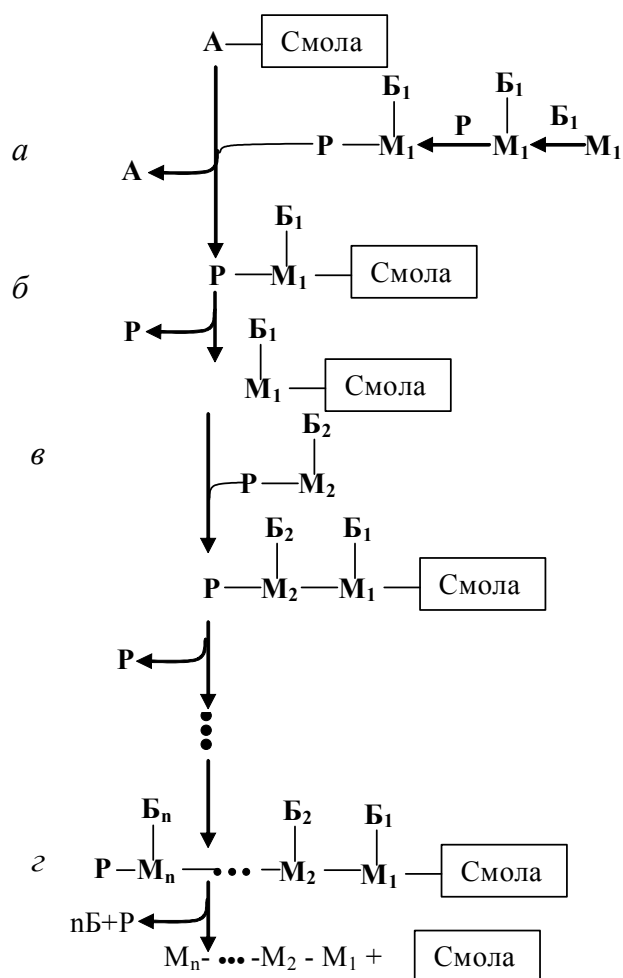 А Смола
Б₁
Б₁ Р Б₁
а Р М₁ М₁ М₁
А
Б₁
Р М₁ Смола
б
Р
Б₁
М₁ Смола
Б₂
в
Р М₂
Б₂ Б₁
Р М₂ М₁ Смола
Р
Бₙ Б₂ Б₁
г Р Мₙ ••• М₂ М₁ Смола
nБ+Р
Мₙ- ••• -М₂ - М₁ + Смола